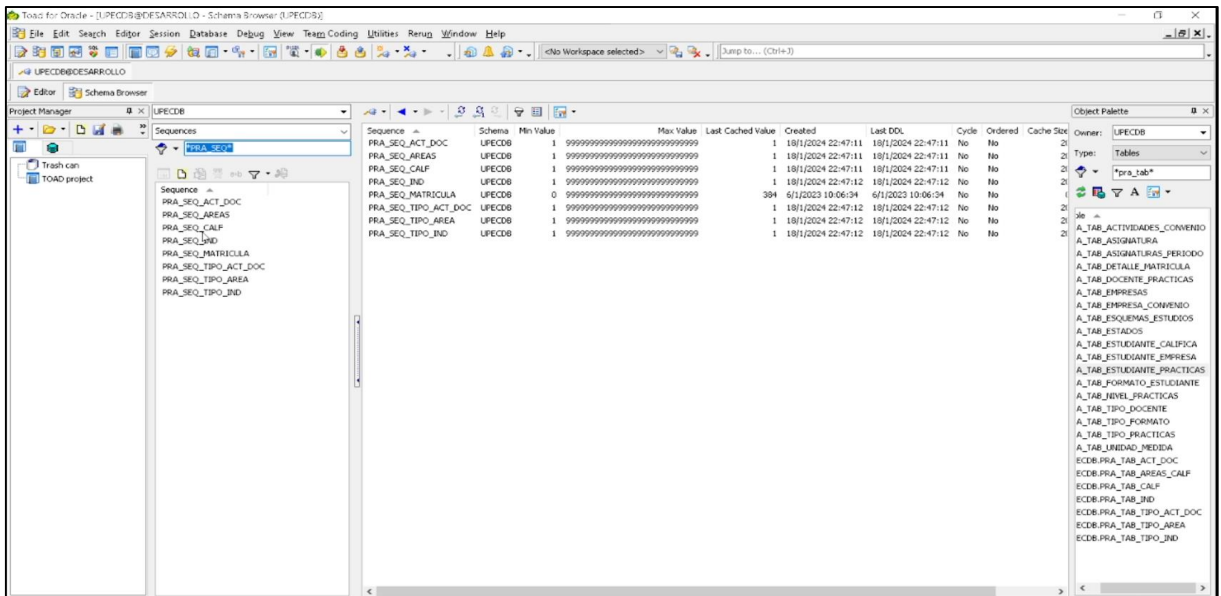 Toad for Oracle - [UPECDB@DESARROLLO - Schema Browser (UPECDB)]
File Edit Search Editor Session Database Debug View Team Coding Utilities Rerun Window Help
<No Workspace selected> Jump to... (Ctrl+J)
UPECDB@DESARROLLO
Editor Schema Browser
Project Manager
Trash can
TOAD project
UPECDB
Sequences
*PRA_SEQ*
Sequence
PRA_SEQ_ACT_DOC
PRA_SEQ_AREAS
PRA_SEQ_CALF
PRA_SEQ_IND
PRA_SEQ_MATRICULA
PRA_SEQ_TIPO_ACT_DOC
PRA_SEQ_TIPO_AREA
PRA_SEQ_TIPO_IND
Sequence Schema Min Value Max Value Last Cached Value Created Last DDL Cycle Ordered Cache Size
PRA_SEQ_ACT_DOC UPECDB 1 1 18/1/2024 22:47:11 18/1/2024 22:47:11 No No
PRA_SEQ_AREAS UPECDB 1 1 18/1/2024 22:47:11 18/1/2024 22:47:11 No No
PRA_SEQ_CALF UPECDB 1 1 18/1/2024 22:47:11 18/1/2024 22:47:11 No No
PRA_SEQ_IND UPECDB 1 1 18/1/2024 22:47:12 18/1/2024 22:47:12 No No
PRA_SEQ_MATRICULA UPECDB 0 384 6/1/2023 10:06:34 6/1/2023 10:06:34 No No
PRA_SEQ_TIPO_ACT_DOC UPECDB 1 1 18/1/2024 22:47:12 18/1/2024 22:47:12 No No
PRA_SEQ_TIPO_AREA UPECDB 1 1 18/1/2024 22:47:12 18/1/2024 22:47:12 No No
PRA_SEQ_TIPO_IND UPECDB 1 1 18/1/2024 22:47:12 18/1/2024 22:47:12 No No
Object Palette
Owner: UPECDB
Type: Tables
*pra_tab*
ble
A_TAB_ACTIVIDADES_CONVENIO
A_TAB_ASIGNATURA
A_TAB_ASIGNATURAS_PERIODO
A_TAB_DETALLE_MATRICULA
A_TAB_DOCENTE_PRACTICAS
A_TAB_EMPRESAS
A_TAB_EMPRESA_CONVENIO
A_TAB_ESQUEMAS_ESTUDIOS
A_TAB_ESTADOS
A_TAB_ESTUDIANTE_CALIFICA
A_TAB_ESTUDIANTE_EMPRESA
A_TAB_ESTUDIANTE_PRACTICAS
A_TAB_FORMATO_ESTUDIANTE
A_TAB_NIVEL_PRACTICAS
A_TAB_TIPO_DOCENTE
A_TAB_TIPO_FORMATO
A_TAB_TIPO_PRACTICAS
A_TAB_UNIDAD_MEDIDA
ECDB.PRA_TAB_ACT_DOC
ECDB.PRA_TAB_AREAS_CALF
ECDB.PRA_TAB_CALF
ECDB.PRA_TAB_IND
ECDB.PRA_TAB_TIPO_ACT_DOC
ECDB.PRA_TAB_TIPO_AREA
ECDB.PRA_TAB_TIPO_IND